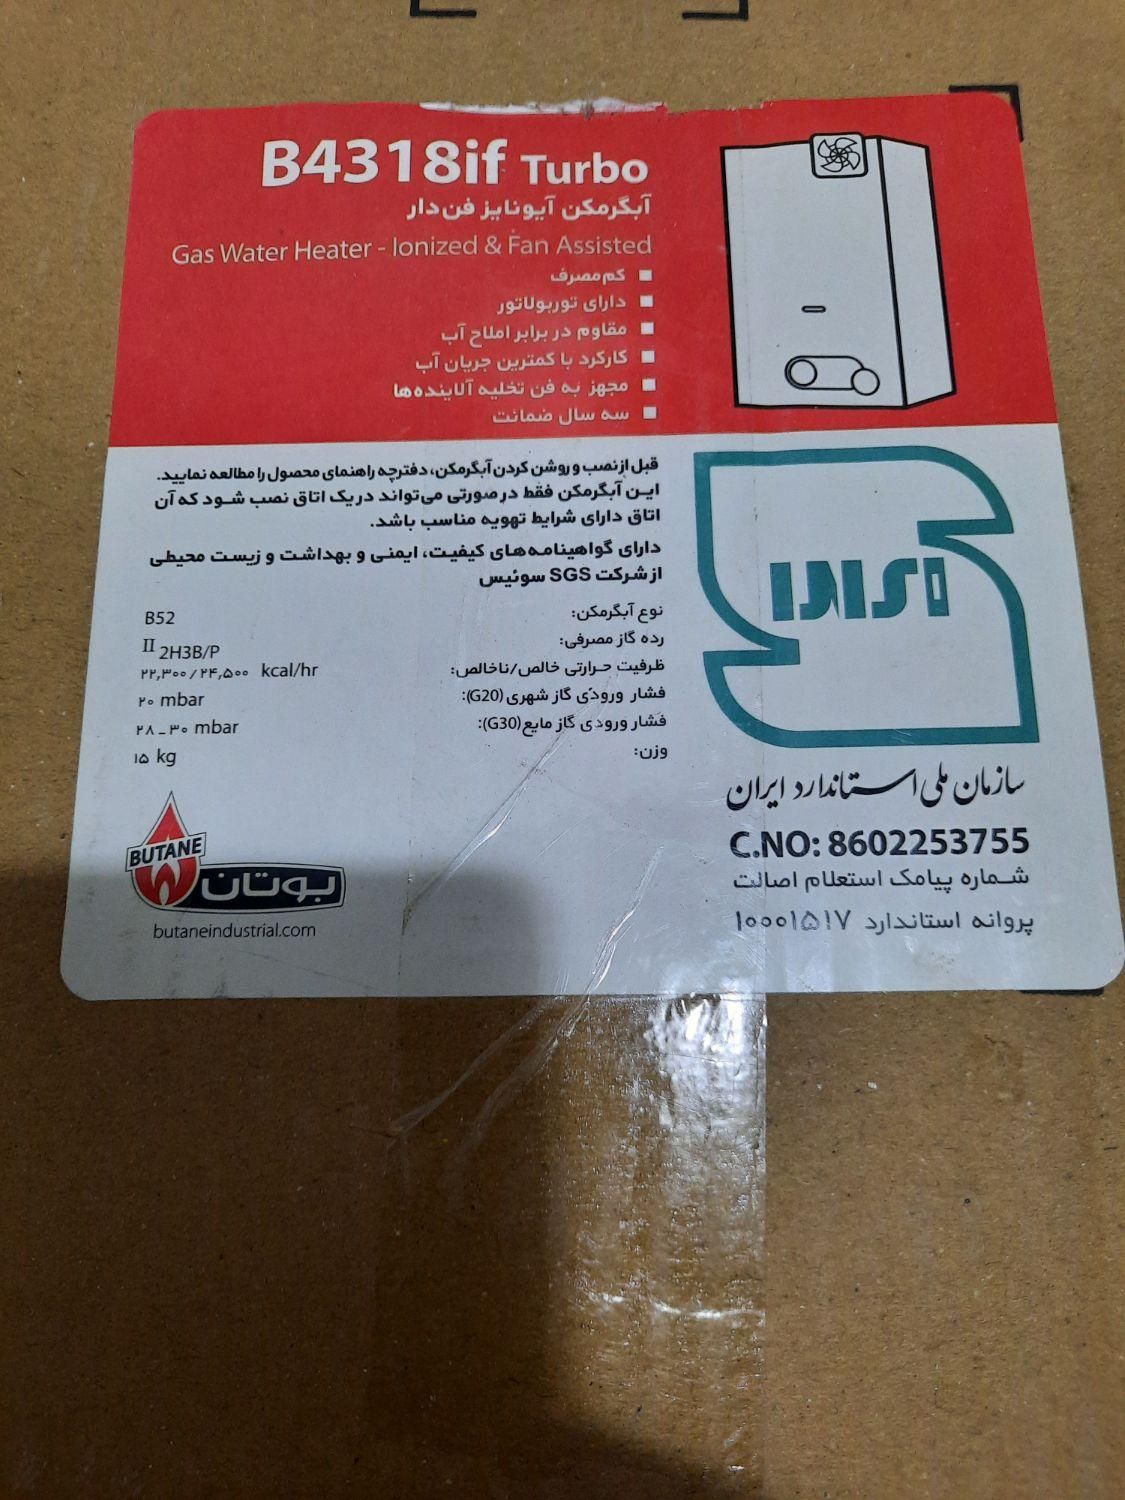 B4318if Turbo
آبگرمکن آیونایز فن‌دار
Gas Water Heater - Ionized & Fan Assisted
■ کم‌مصرف
■ دارای توربولاتور
■ مقاوم در برابر املاح آب
■ کارکرد با کمترین جریان آب
■ مجهز به فن تخلیه آلاینده‌ها
■ سه سال ضمانت
قبل از نصب و روشن کردن آبگرمکن، دفترچه راهنمای محصول را مطالعه نمایید.
این آبگرمکن فقط در صورتی می‌تواند در یک اتاق نصب شود که آن
اتاق دارای شرایط تهویه مناسب باشد.
دارای گواهینامه‌های کیفیت، ایمنی و بهداشت و زیست محیطی
از شرکت SGS سوئیس
نوع آبگرمکن: B52
رده گاز مصرفی: II 2H3B/P
ظرفیت حرارتی خالص/ناخالص: ۲۲,۳۰۰ / ۲۴,۵۰۰ kcal/hr
فشار ورودی گاز شهری (G20): ۲۰ mbar
فشار ورودی گاز مایع (G30): ۲۸ - ۳۰ mbar
وزن: ۱۵ kg
BUTANE
بوتان
butaneindustrial.com
سازمان ملی استاندارد ایران
C.NO: 8602253755
شماره پیامک استعلام اصالت
پروانه استاندارد ۱۰۰۰۱۵۱۷